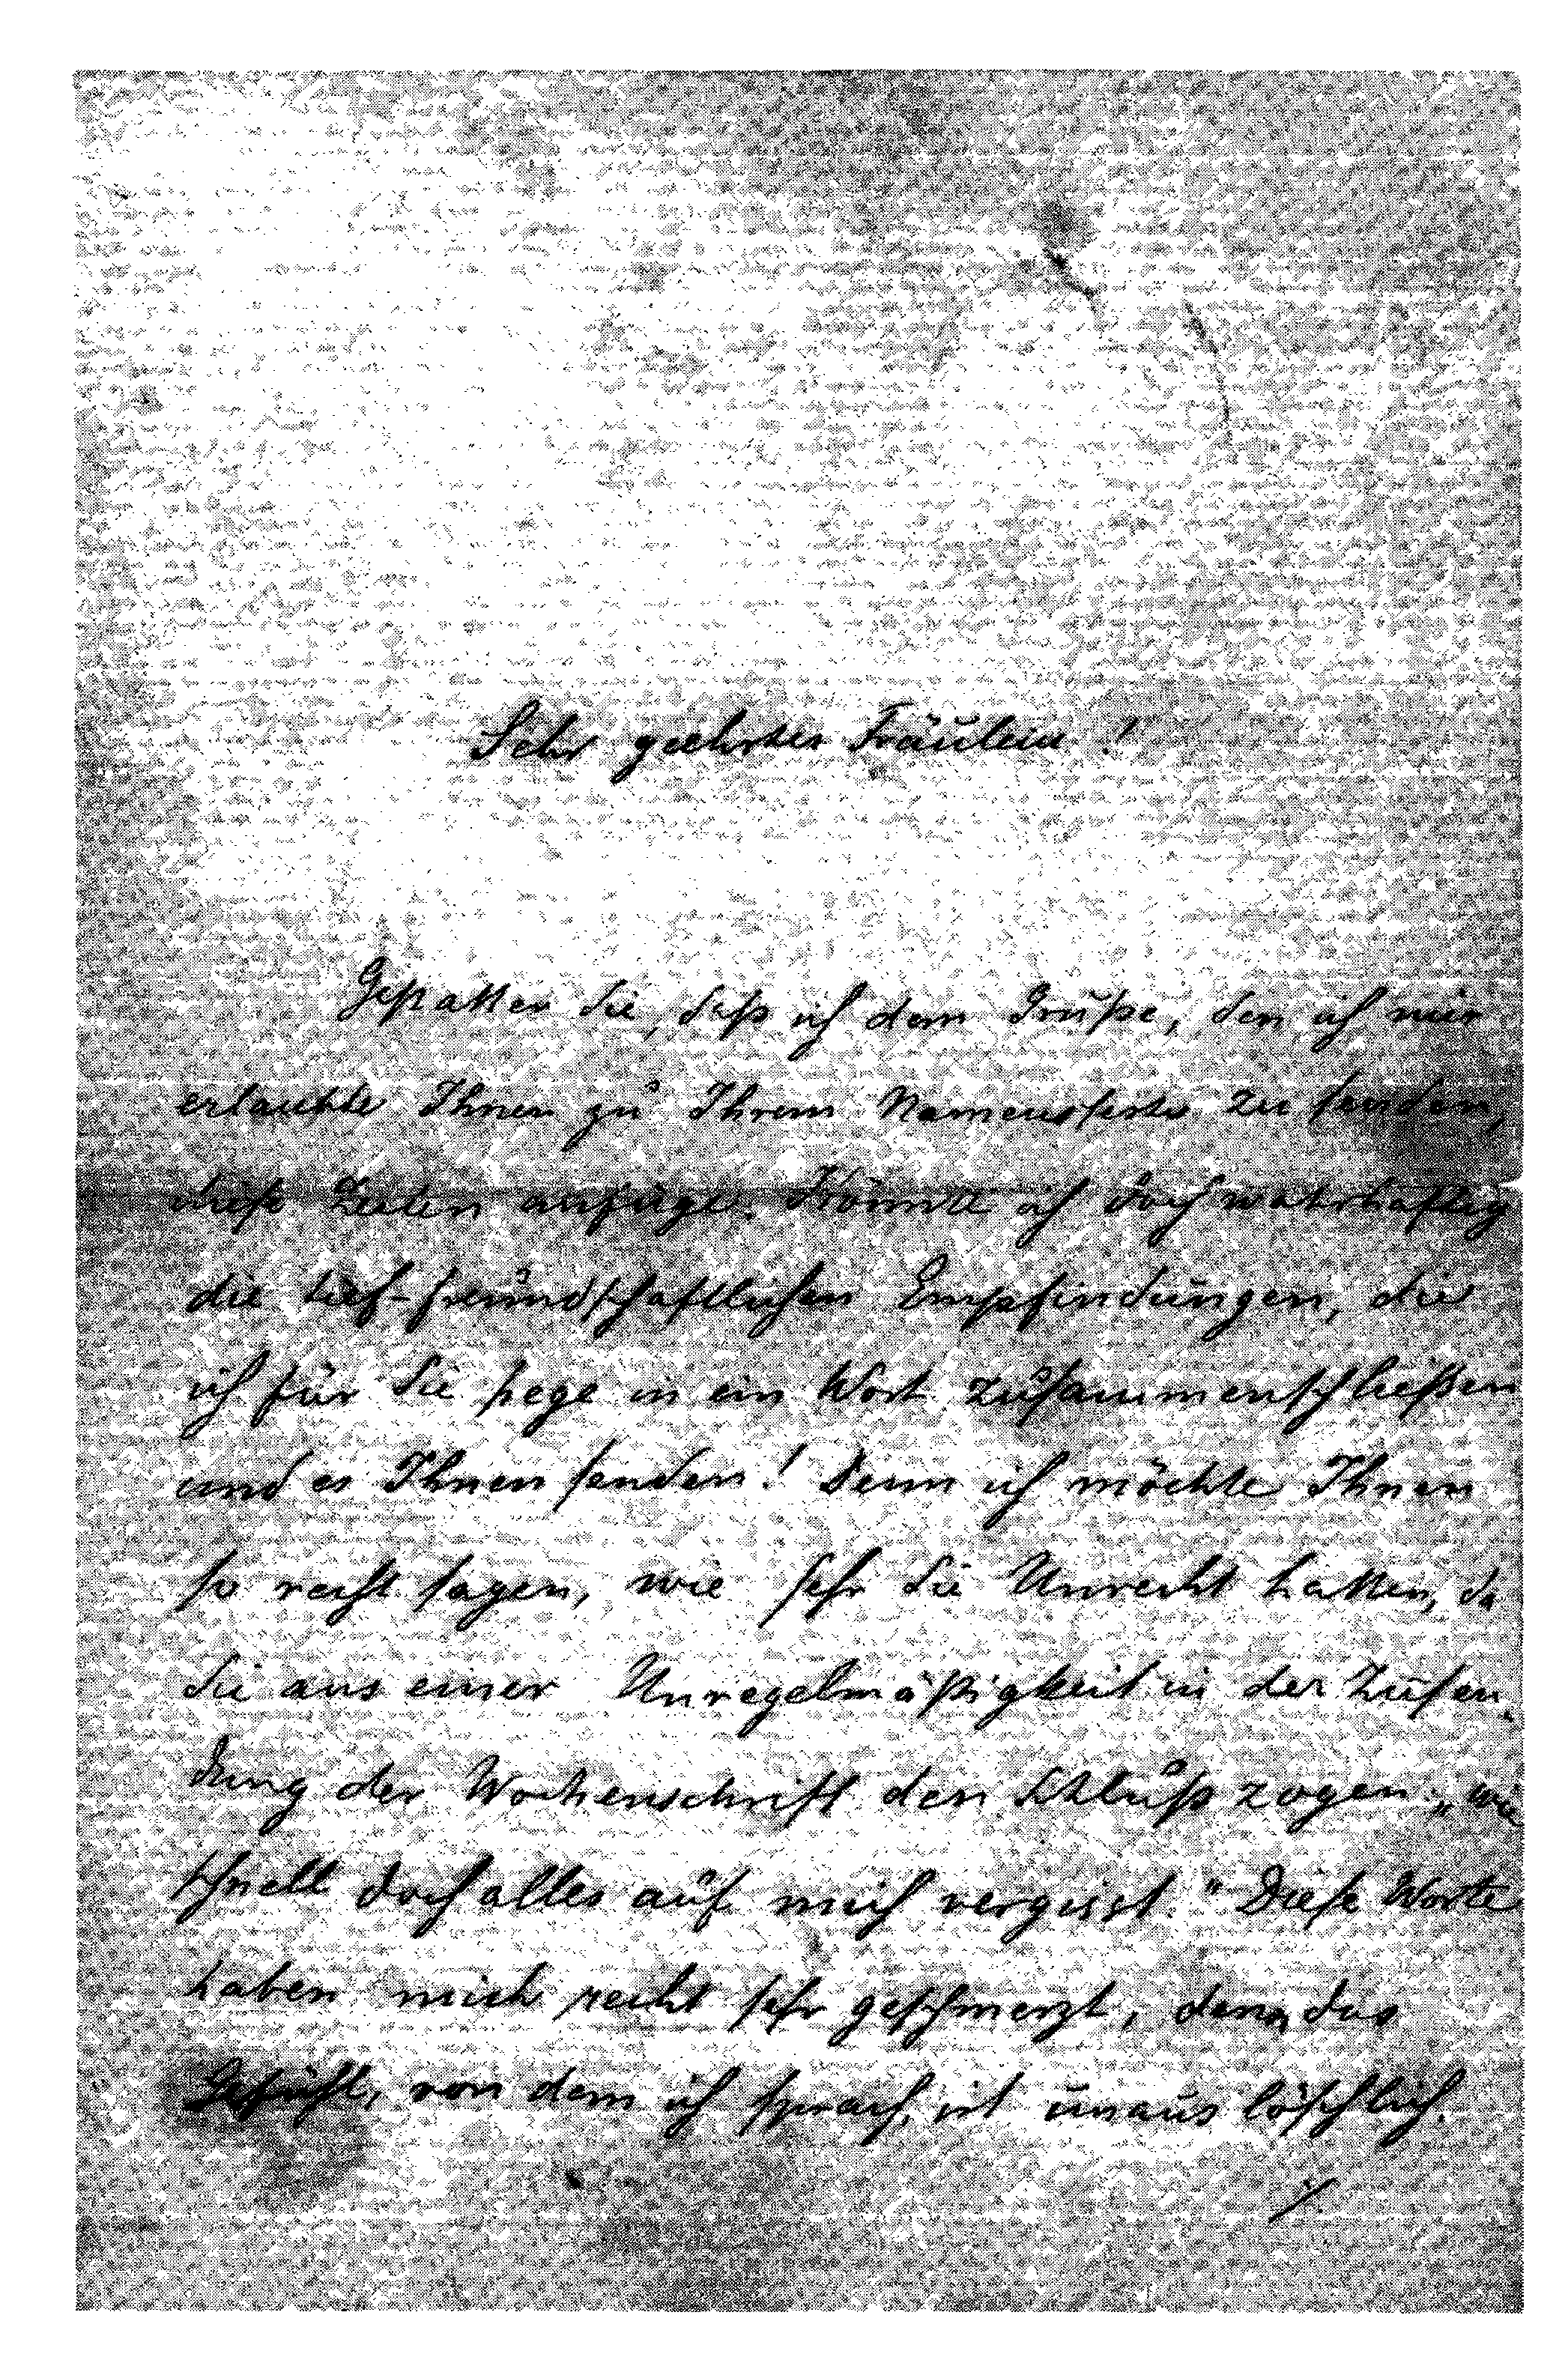 Sehr geehrtes Fräulein !
Gestatten Sie, daß ich dem Gruße, den ich mir
erlaubte Ihnen zu Ihrem Namensfeste zu senden,
diese Zeilen anfüge. Könnte ich doch wahrhaftig
die tief-freundschaftlichen Empfindungen, die
ich für Sie hege in ein Wort zusammenschließen
und es Ihnen senden! Denn ich möchte Ihnen
so recht sagen, wie sehr Sie Unrecht hatten, da
Sie aus einer Unregelmäßigkeit in der Zusen-
dung der Wochenschrift den Schluß zogen „wie
schnell doch alles auf mich vergisst." Diese Worte
haben mich recht sehr geschmerzt, denn das
Gefühl, von dem ich sprach, ist unauslöschlich.